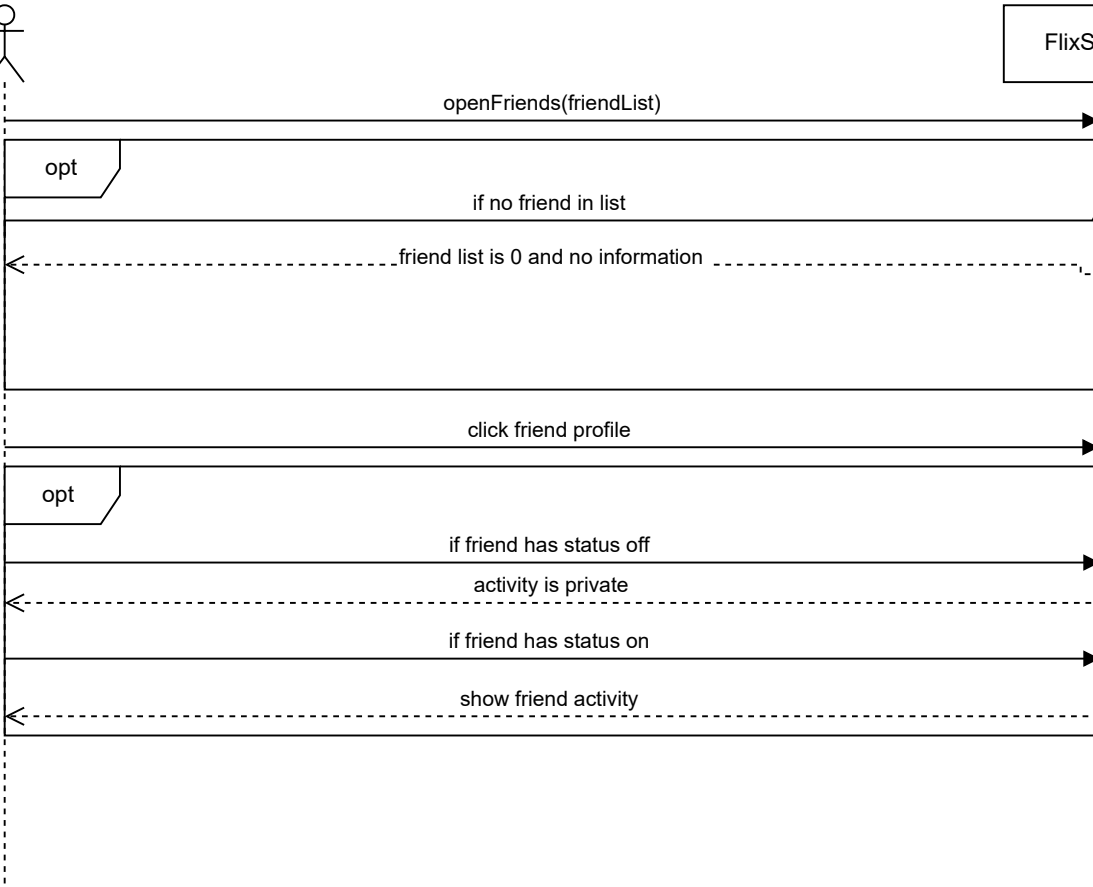 FlixS
openFriends(friendList)
opt
if no friend in list
friend list is 0 and no information
click friend profile
opt
if friend has status off
activity is private
if friend has status on
show friend activity